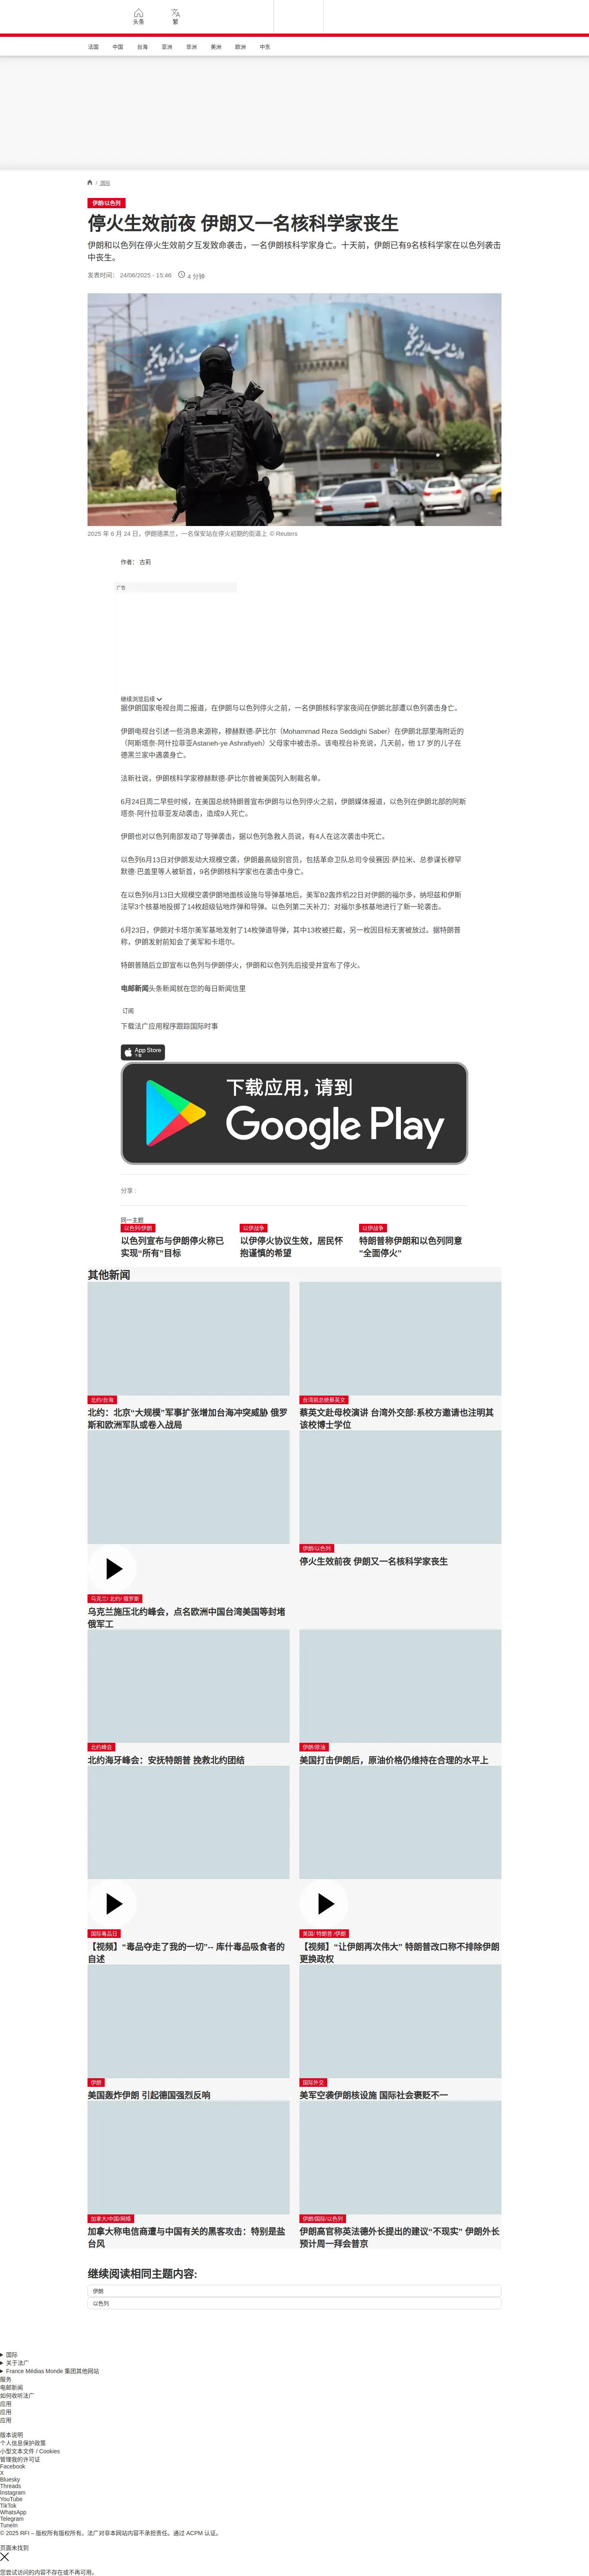 头条
繁
法国
中国
台海
亚洲
非洲
美洲
欧洲
中东
/ 国际
伊朗/以色列
停火生效前夜 伊朗又一名核科学家丧生
伊朗和以色列在停火生效前夕互发致命袭击，一名伊朗核科学家身亡。十天前，伊朗已有9名核科学家在以色列袭击
中丧生。
发表时间： 24/06/2025 - 15:46
4 分钟
2025 年 6 月 24 日，伊朗德黑兰，一名保安站在停火初期的街道上 © Reuters
作者： 古莉
广告
继续浏览后续
据伊朗国家电视台周二报道，在伊朗与以色列停火之前，一名伊朗核科学家夜间在伊朗北部遭以色列袭击身亡。
伊朗电视台引述一些消息来源称，穆赫默德-萨比尔（Mohammad Reza Seddighi Saber）在伊朗北部里海附近的
（阿斯塔奈-阿什拉菲亚Astaneh-ye Ashrafiyeh）父母家中被击杀。该电视台补充说，几天前，他 17 岁的儿子在
德黑兰家中遇袭身亡。
法新社说，伊朗核科学家穆赫默德-萨比尔曾被美国列入制裁名单。
6月24日周二早些时候，在美国总统特朗普宣布伊朗与以色列停火之前，伊朗媒体报道，以色列在伊朗北部的阿斯
塔奈-阿什拉菲亚发动袭击，造成9人死亡。
伊朗也对以色列南部发动了导弹袭击，据以色列急救人员说，有4人在这次袭击中死亡。
以色列6月13日对伊朗发动大规模空袭，伊朗最高级别官员，包括革命卫队总司令侯赛因·萨拉米、总参谋长穆罕
默德·巴盖里等人被斩首，9名伊朗核科学家也在袭击中身亡。
在以色列6月13日大规模空袭伊朗地面核设施与导弹基地后，美军B2轰炸机22日对伊朗的福尔多，纳坦兹和伊斯
法罕3个核基地投掷了14枚超级钻地炸弹和导弹。以色列第二天补刀：对福尔多核基地进行了新一轮袭击。
6月23日，伊朗对卡塔尔美军基地发射了14枚弹道导弹，其中13枚被拦截，另一枚因目标无害被放过。据特朗普
称，伊朗发射前知会了美军和卡塔尔。
特朗普随后立即宣布以色列与伊朗停火，伊朗和以色列先后接受并宣布了停火。
电邮新闻头条新闻就在您的每日新闻信里
订阅
下载法广应用程序跟踪国际时事
App Store
下载
下载应用，请到
Google Play
分享 :
同一主题
以色列/伊朗
以色列宣布与伊朗停火称已
实现“所有”目标
以伊战争
以伊停火协议生效，居民怀
抱谨慎的希望
以伊战争
特朗普称伊朗和以色列同意
"全面停火"
其他新闻
北约/台海
北约：北京“大规模”军事扩张增加台海冲突威胁 俄罗
斯和欧洲军队或卷入战局
台湾前总统蔡英文
蔡英文赴母校演讲 台湾外交部:系校方邀请也注明其
该校博士学位
伊朗/以色列
停火生效前夜 伊朗又一名核科学家丧生
乌克兰/ 北约/ 俄罗斯
乌克兰施压北约峰会，点名欧洲中国台湾美国等封堵
俄军工
北约峰会
北约海牙峰会：安抚特朗普 挽救北约团结
伊朗/原油
美国打击伊朗后，原油价格仍维持在合理的水平上
国际毒品日
【视频】“毒品夺走了我的一切”-- 库什毒品吸食者的
自述
美国/ 特朗普 /伊朗
【视频】“让伊朗再次伟大” 特朗普改口称不排除伊朗
更换政权
伊朗
美国轰炸伊朗 引起德国强烈反响
国际外交
美军空袭伊朗核设施 国际社会褒贬不一
加拿大/中国/网络
加拿大称电信商遭与中国有关的黑客攻击：特别是盐
台风
伊朗/国际/以色列
伊朗高官称英法德外长提出的建议“不现实” 伊朗外长
预计周一拜会普京
继续阅读相同主题内容:
伊朗
以色列
国际
关于法广
France Médias Monde 集团其他网站
服务
电邮新闻
如何收听法广
应用
应用
应用
版本说明
个人信息保护政策
小型文本文件 / Cookies
管理我的许可证
Facebook
X
Bluesky
Threads
Instagram
YouTube
TikTok
WhatsApp
Telegram
TuneIn
© 2025 RFI – 版权所有版权所有。法广对非本网站内容不承担责任。通过 ACPM 认证。
页面未找到
您尝试访问的内容不存在或不再可用。